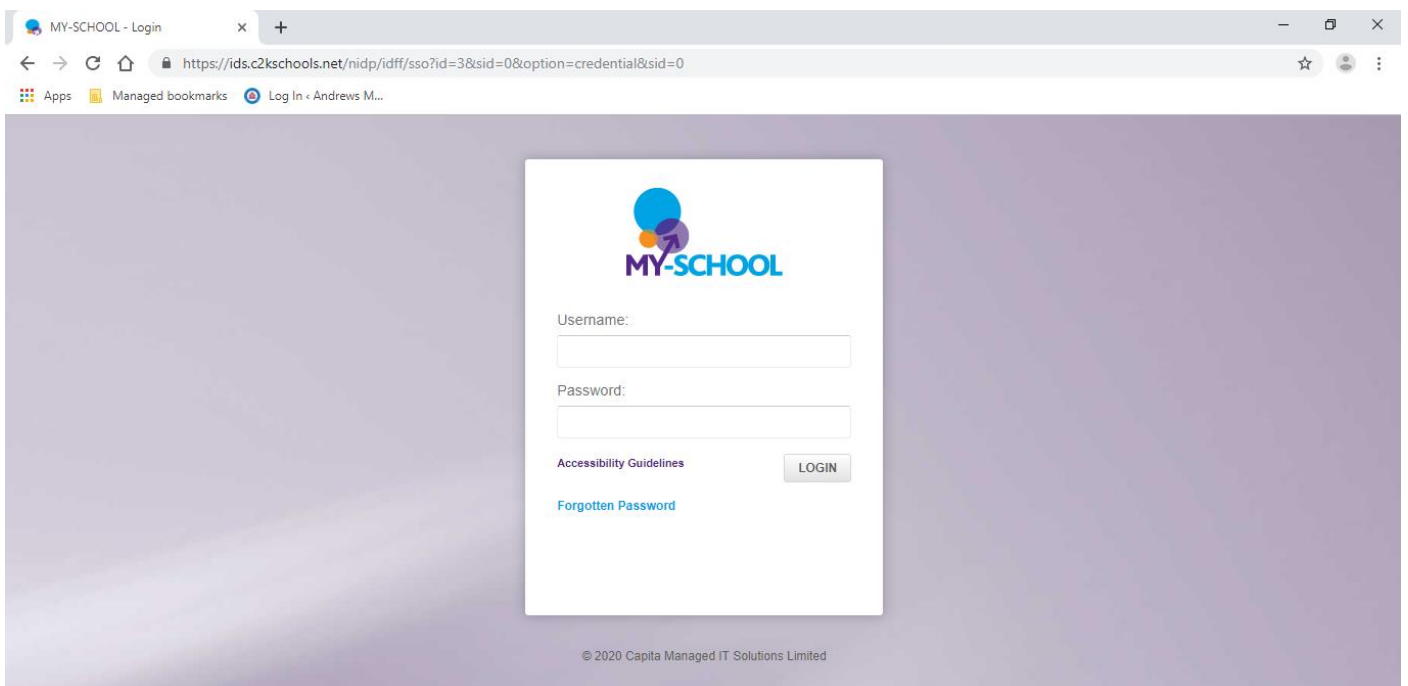 MY-SCHOOL - Login
https://ids.c2kschools.net/nidp/idff/sso?id=3&sid=0&option=credential&sid=0
Apps Managed bookmarks Log In ‹ Andrews M...
MY-SCHOOL
Username:
Password:
Accessibility Guidelines LOGIN
Forgotten Password
© 2020 Capita Managed IT Solutions Limited